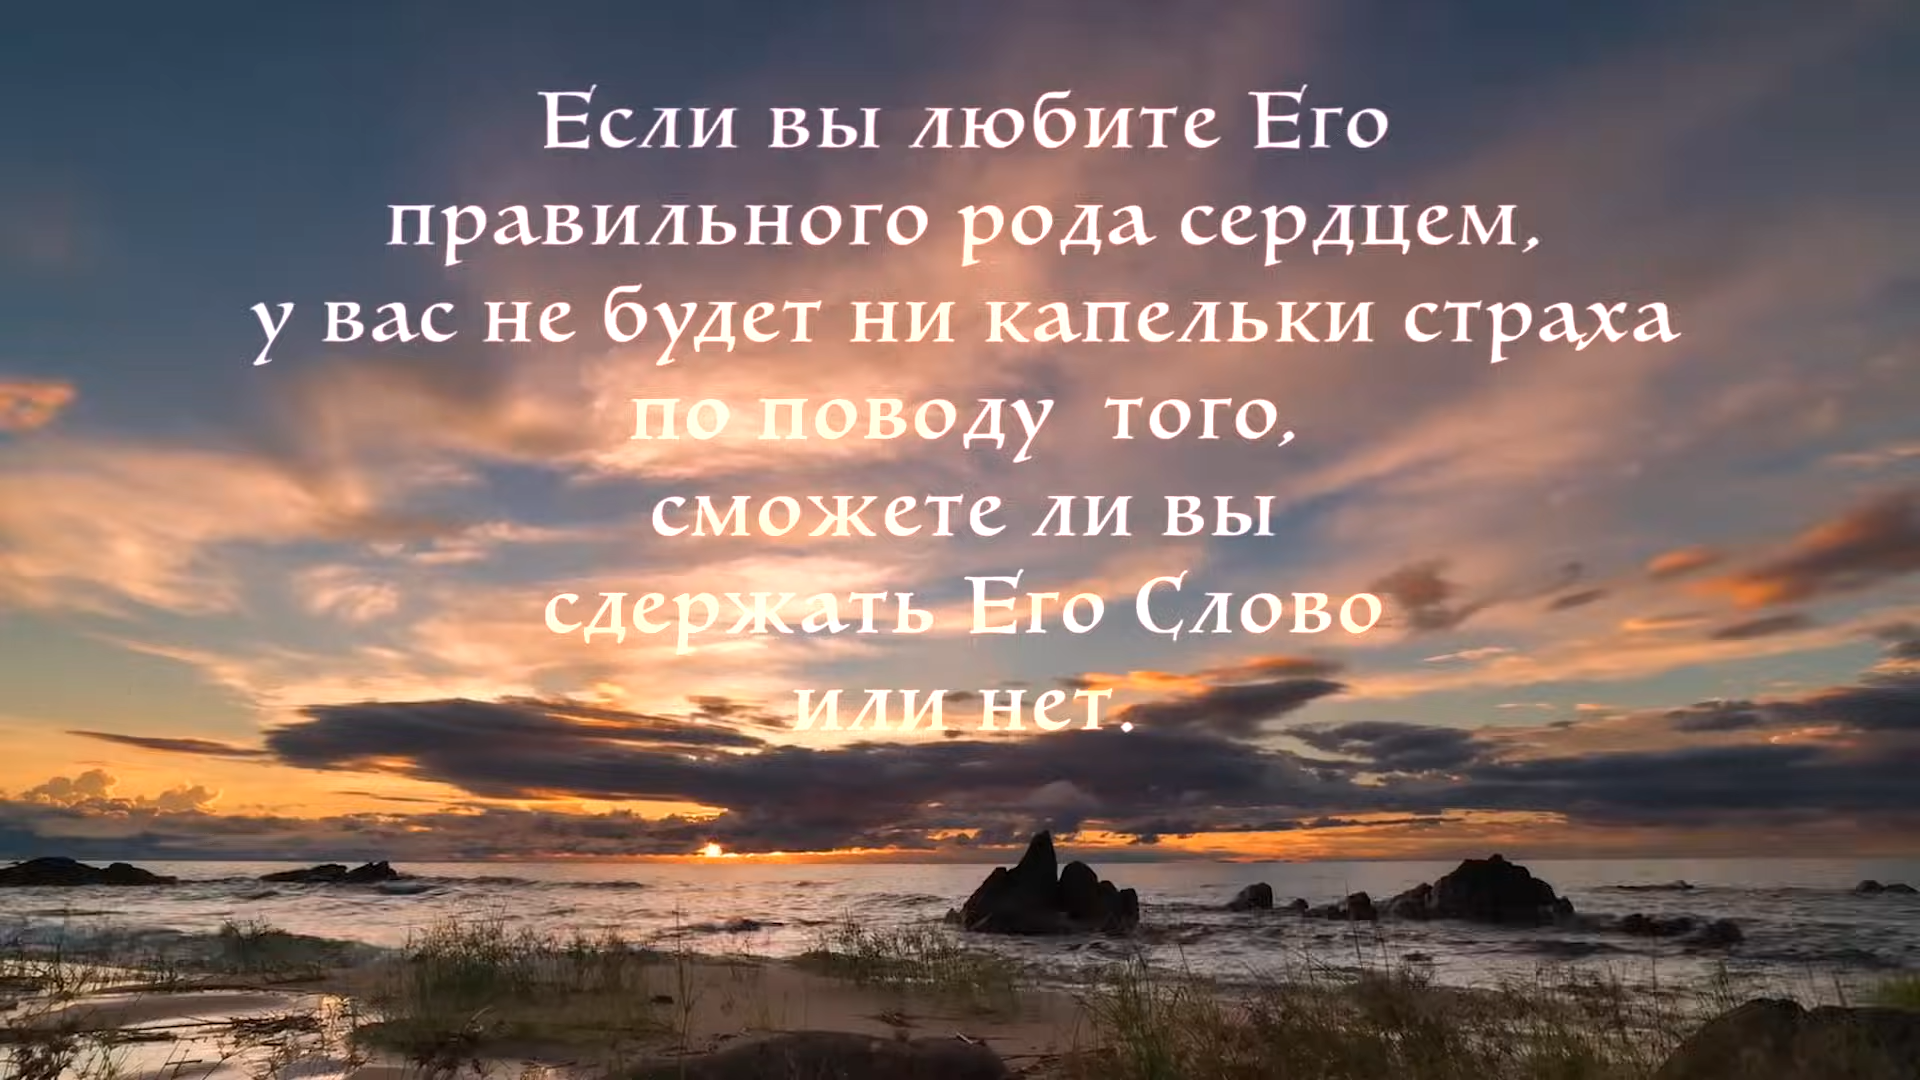 Если вы любите Его
правильного рода сердцем,
у вас не будет ни капельки страха
по поводу того,
сможете ли вы
сдержать Его Слово
или нет.